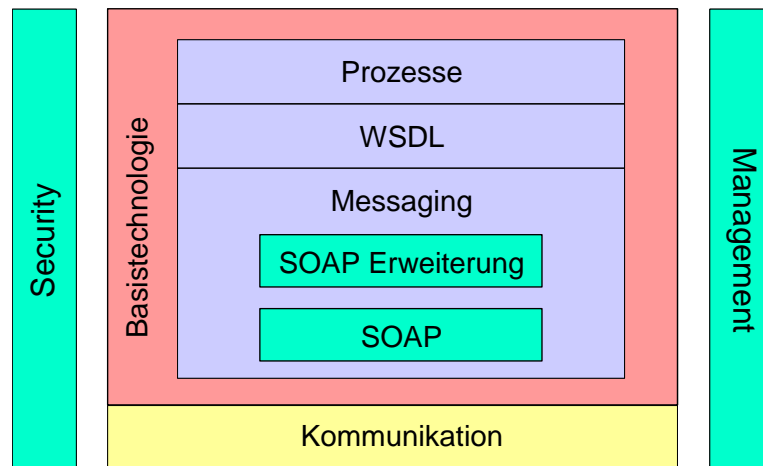 Security
Basistechnologie
Prozesse
WSDL
Messaging
SOAP Erweiterung
SOAP
Kommunikation
Management